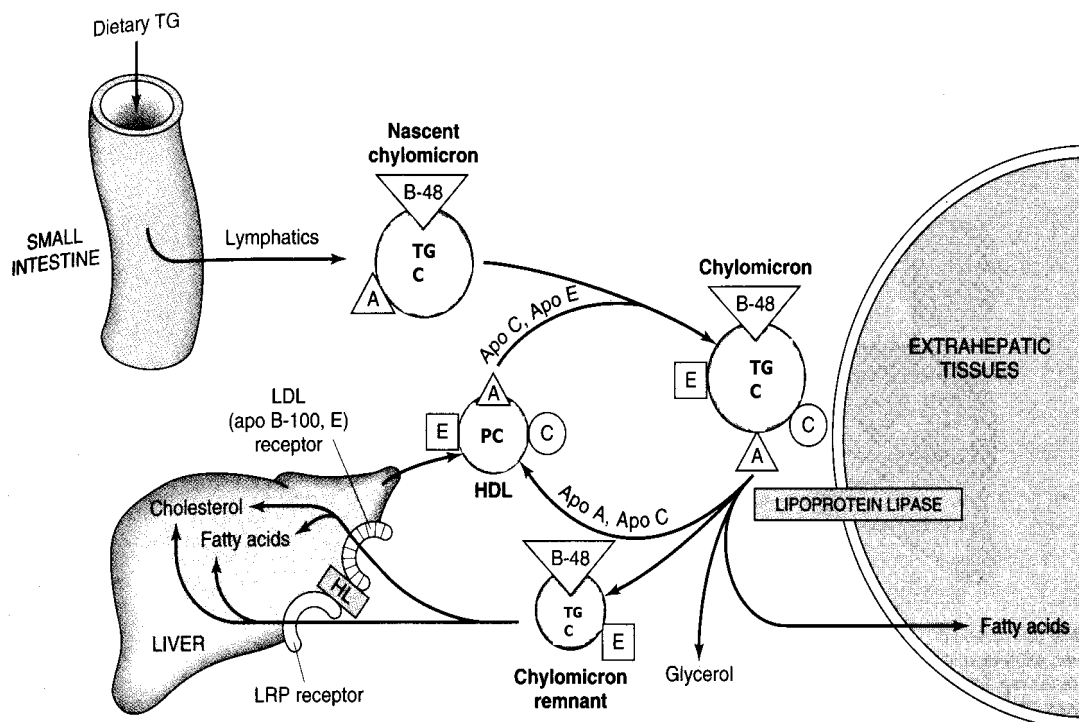 Dietary TG
SMALL
INTESTINE
Lymphatics
Nascent
chylomicron
B-48
TG
C
A
Apo C, Apo E
Chylomicron
B-48
TG
C
E
C
A
EXTRAHEPATIC
TISSUES
LIPOPROTEIN LIPASE
LDL
(apo B-100, E)
receptor
A
E
PC
C
HDL
Apo A, Apo C
Cholesterol
Fatty acids
HL
LIVER
LRP receptor
B-48
TG
C
E
Chylomicron
remnant
Glycerol
Fatty acids